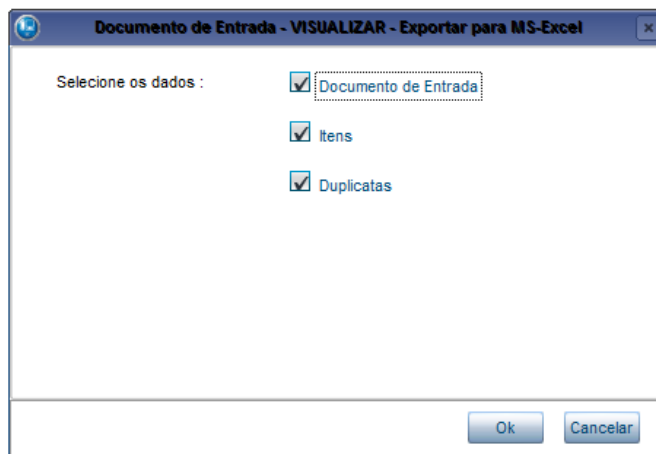 Documento de Entrada - VISUALIZAR - Exportar para MS-Excel
Selecione os dados :
Documento de Entrada
Itens
Duplicatas
Ok
Cancelar